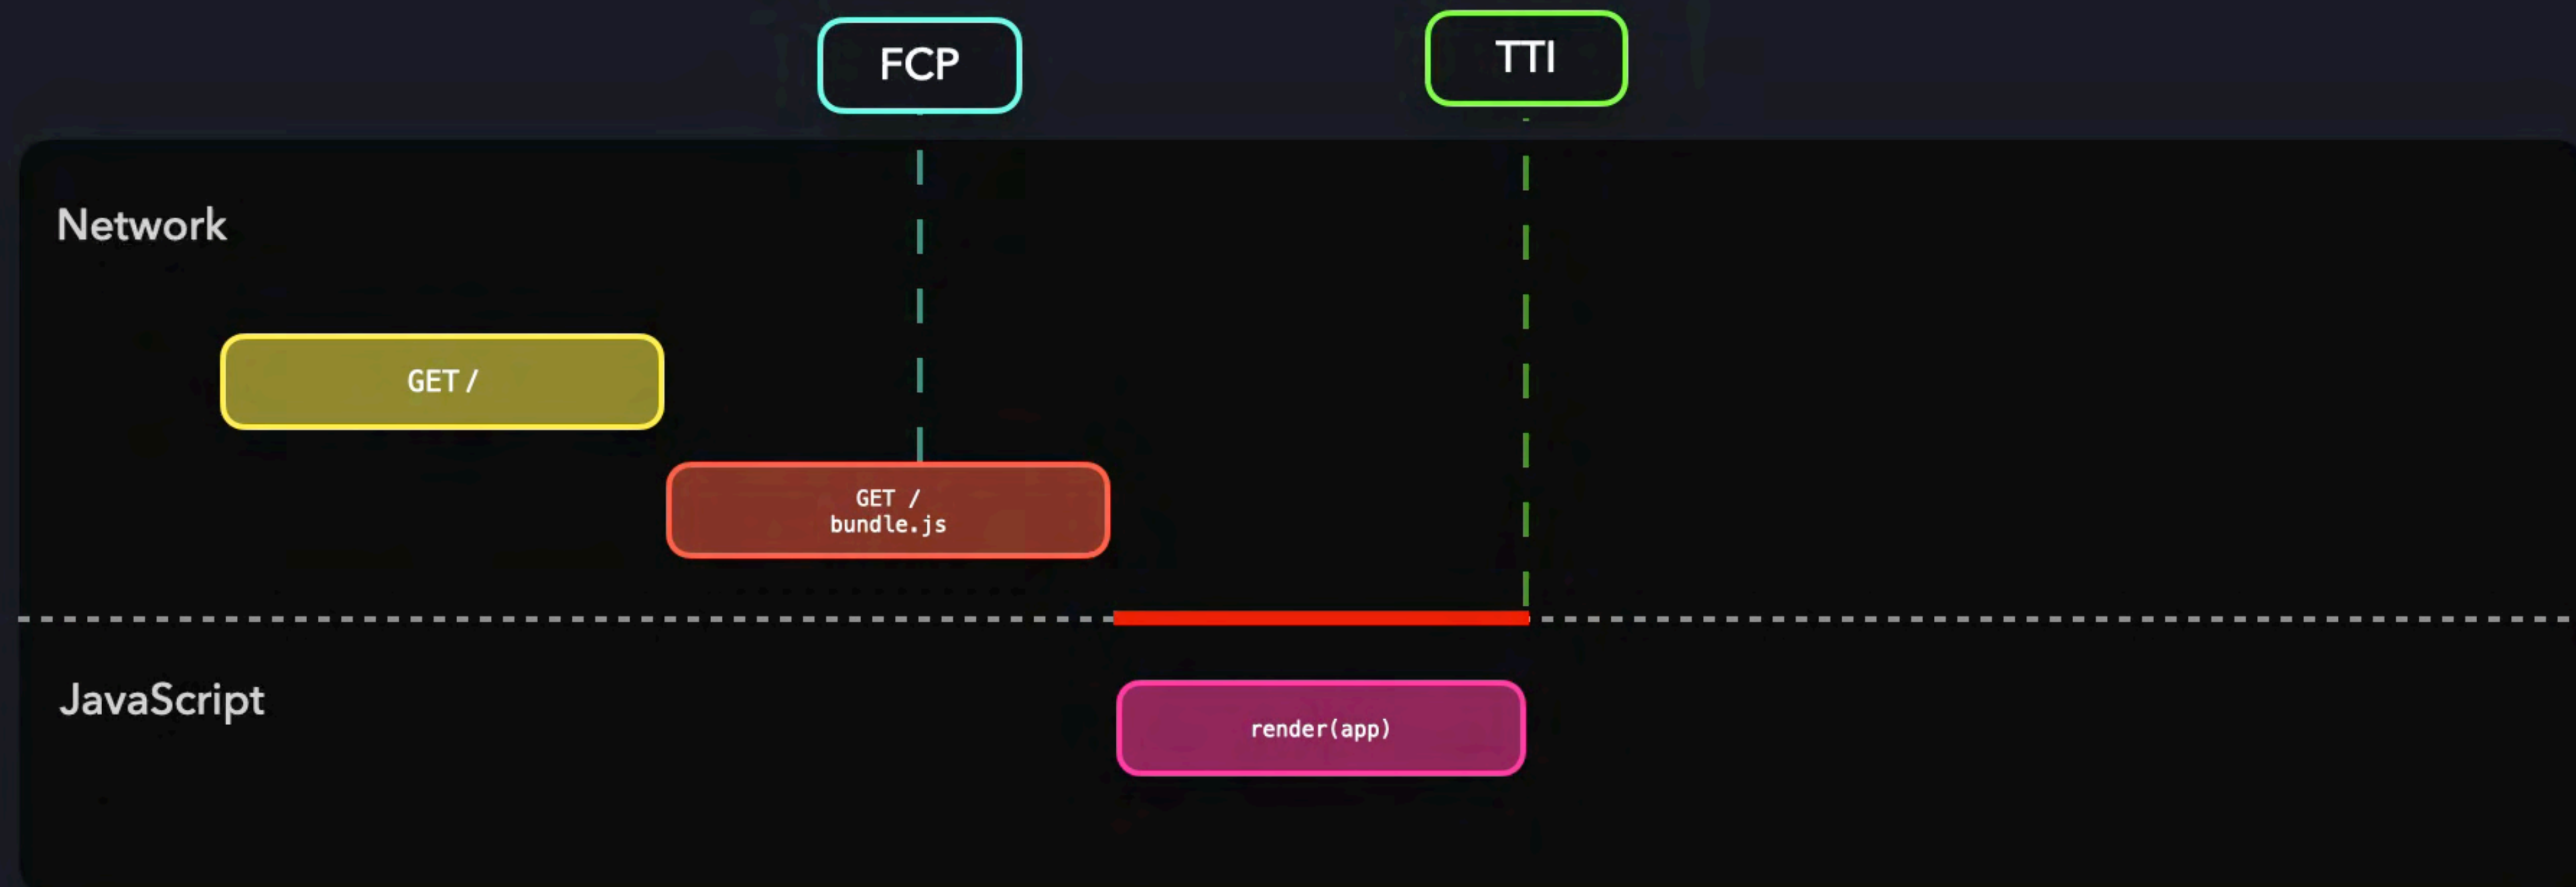 FCP
TTI
Network
GET /
GET /
bundle.js
JavaScript
render(app)